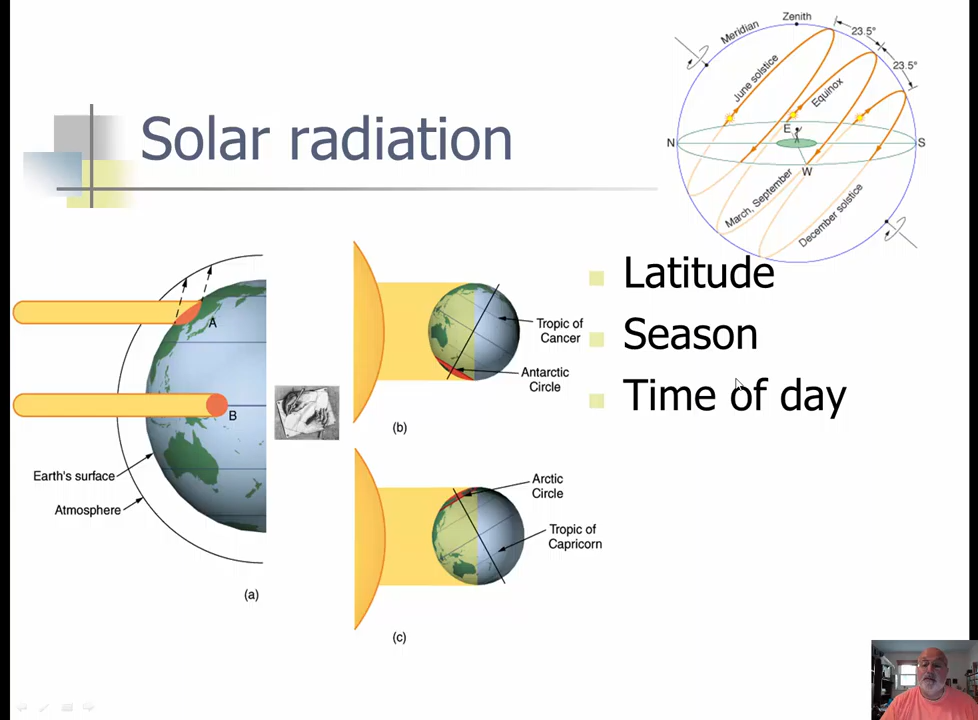 Solar radiation
Zenith
Meridian
23.5°
23.5°
June solstice
Equinox
N
E
S
W
March, September
December solstice
A
B
Earth's surface
Atmosphere
(a)
Tropic of
Cancer
Antarctic
Circle
(b)
Arctic
Circle
Tropic of
Capricorn
(c)
Latitude
Season
Time of day